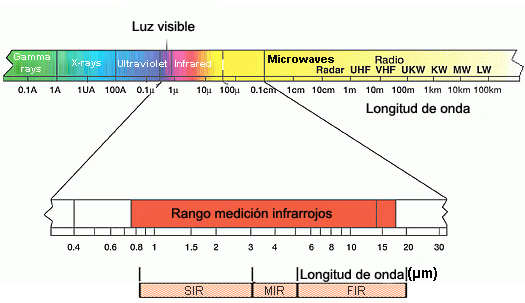 Luz visible
Gamma rays X-rays Ultraviolet Infrared Microwaves Radio
Radar UHF VHF UKW KW MW LW
0.1A 1A 10A 100A 0.1µ 1µ 10µ 100µ 0.1cm 1cm 1m 10m 100m 1km 10km 100km
Longitud de onda
Rango medición infrarrojos
0.4 0.6 0.8 1 1.5 2 3 4 6 8 10 15 20 30
Longitud de onda (µm)
SIR MIR FIR